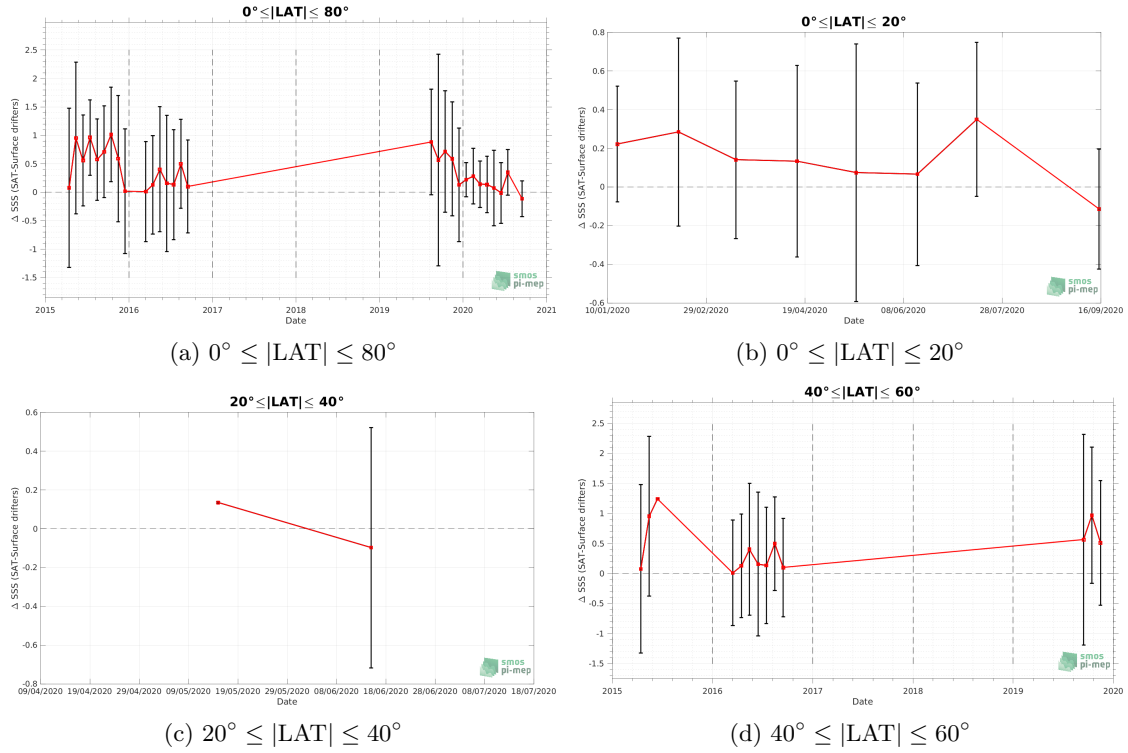 0°≤|LAT|≤ 80°
Δ SSS (SAT-Surface drifters)
2.5
2
1.5
1
0.5
0
-0.5
-1
-1.5
2015 2016 2017 2018 2019 2020 2021
Date
smos
pi-mep
(a) 0° ≤ |LAT| ≤ 80°
0°≤|LAT|≤ 20°
Δ SSS (SAT-Surface drifters)
0.8
0.6
0.4
0.2
0
-0.2
-0.4
-0.6
10/01/2020 29/02/2020 19/04/2020 08/06/2020 28/07/2020 16/09/2020
Date
smos
pi-mep
(b) 0° ≤ |LAT| ≤ 20°
20°≤|LAT|≤ 40°
Δ SSS (SAT-Surface drifters)
0.6
0.4
0.2
0
-0.2
-0.4
-0.6
-0.8
09/04/2020 19/04/2020 29/04/2020 09/05/2020 19/05/2020 29/05/2020 08/06/2020 18/06/2020 28/06/2020 08/07/2020 18/07/2020
Date
smos
pi-mep
(c) 20° ≤ |LAT| ≤ 40°
40°≤|LAT|≤ 60°
Δ SSS (SAT-Surface drifters)
2.5
2
1.5
1
0.5
0
-0.5
-1
-1.5
2015 2016 2017 2018 2019 2020
Date
smos
pi-mep
(d) 40° ≤ |LAT| ≤ 60°